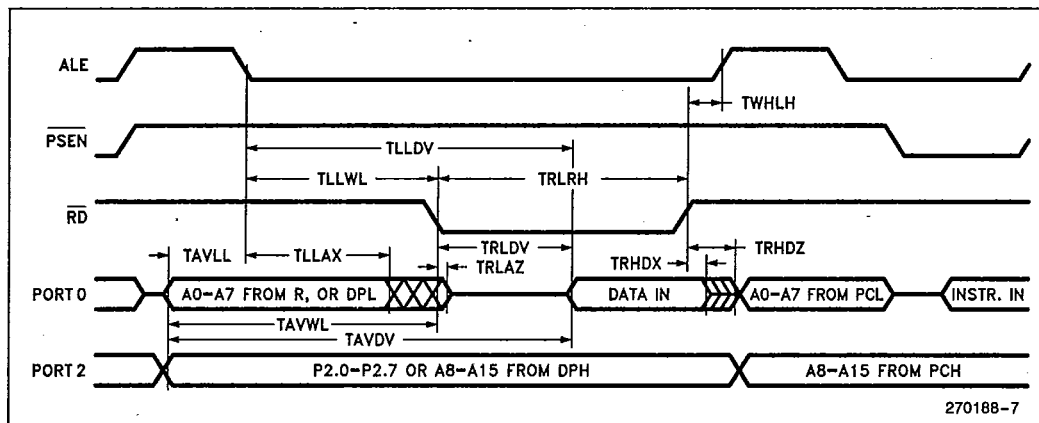 ALE
TWHLH
PSEN
TLLDV
TLLWL
TRLRH
RD
TAVLL
TLLAX
TRLDV
TRLAZ
TRHDX
TRHDZ
PORT 0
A0–A7 FROM R, OR DPL
DATA IN
A0–A7 FROM PCL
INSTR. IN
TAVWL
TAVDV
PORT 2
P2.0–P2.7 OR A8–A15 FROM DPH
A8–A15 FROM PCH
270188–7